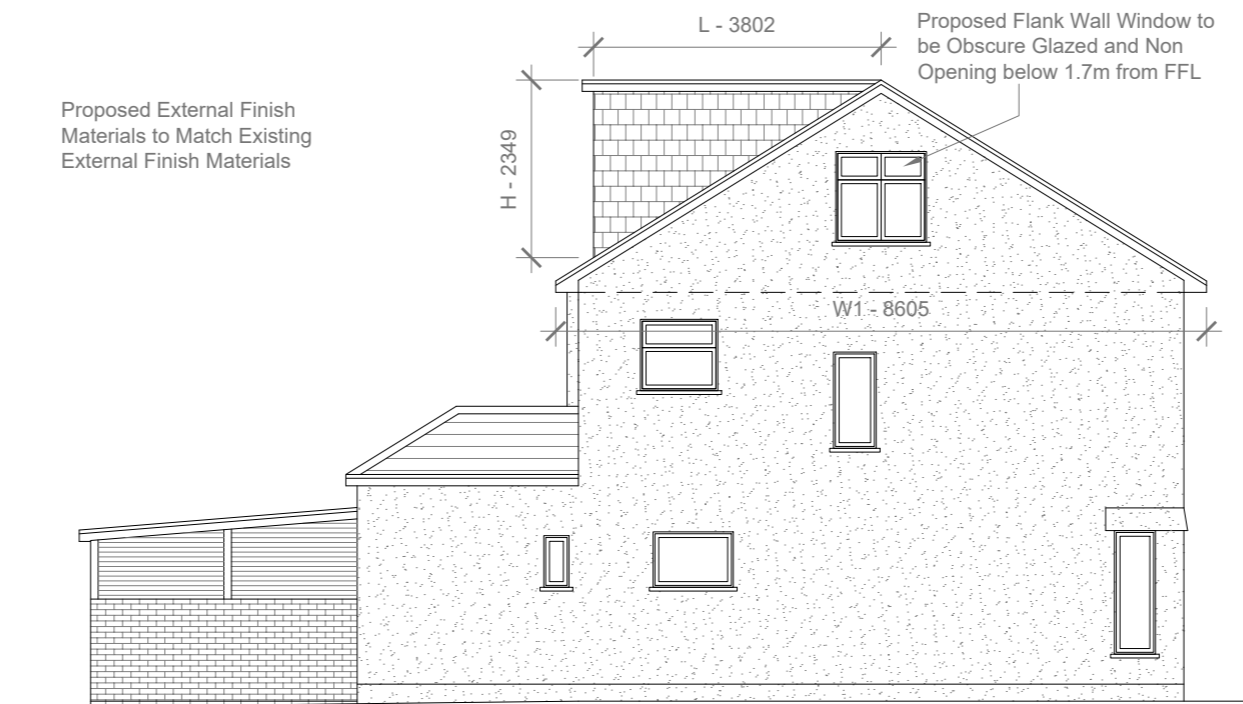 L - 3802
Proposed Flank Wall Window to
be Obscure Glazed and Non
Opening below 1.7m from FFL
Proposed External Finish
Materials to Match Existing
External Finish Materials
H - 2349
W1 - 8605